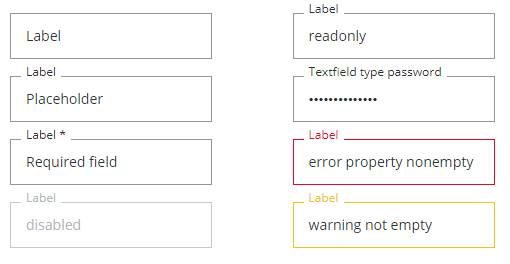 Label
Label
readonly
Label
Placeholder
Textfield type password
••••••••••••••
Label *
Required field
Label
error property nonempty
Label
disabled
Label
warning not empty